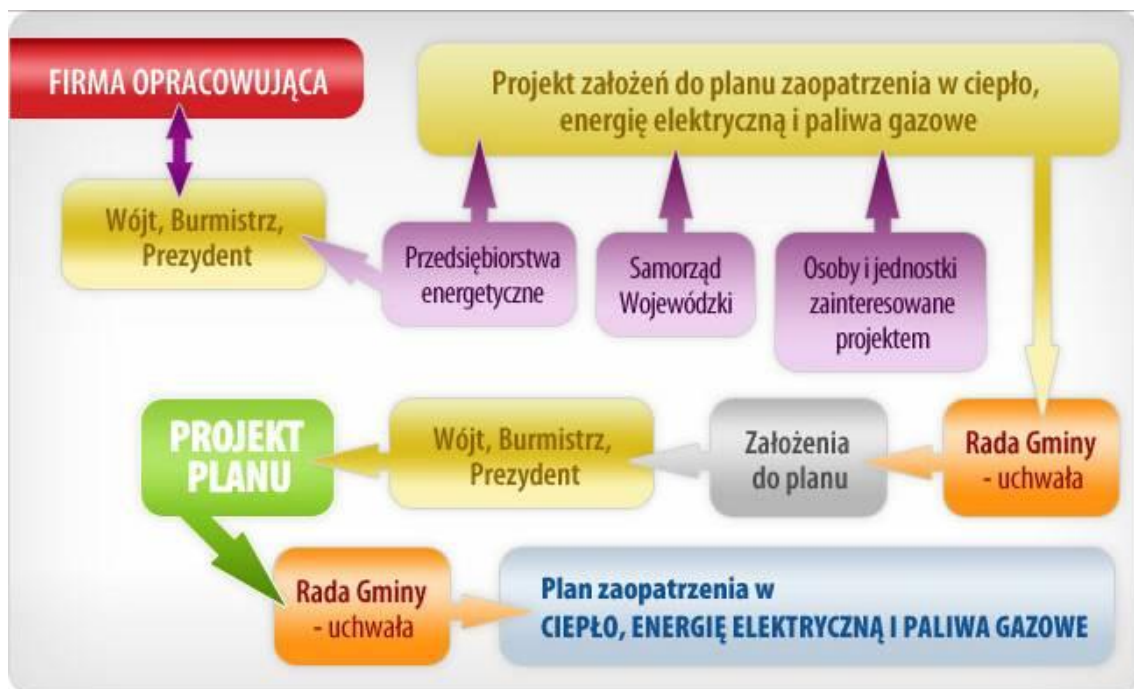 FIRMA OPRACOWUJĄCA
Projekt założeń do planu zaopatrzenia w ciepło,
energię elektryczną i paliwa gazowe
Wójt, Burmistrz,
Prezydent
Przedsiębiorstwa
energetyczne
Samorząd
Wojewódzki
Osoby i jednostki
zainteresowane
projektem
PROJEKT
PLANU
Wójt, Burmistrz,
Prezydent
Założenia
do planu
Rada Gminy
- uchwała
Rada Gminy
- uchwała
Plan zaopatrzenia w
CIEPŁO, ENERGIĘ ELEKTRYCZNĄ I PALIWA GAZOWE